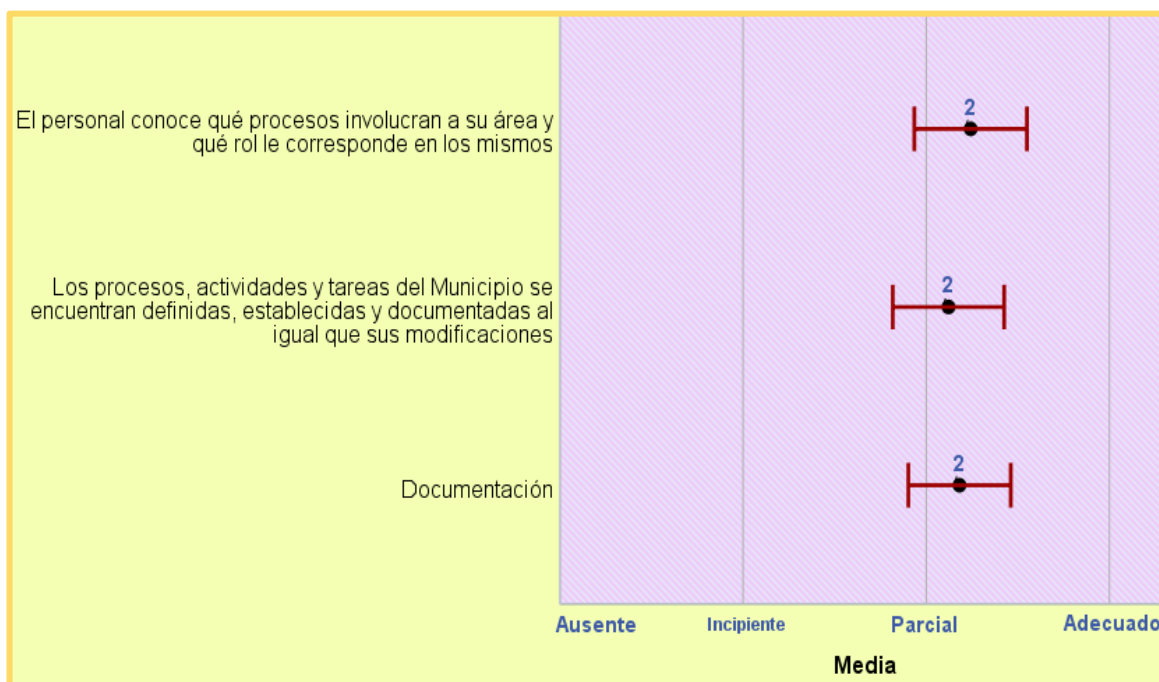 2
El personal conoce qué procesos involucran a su área y
qué rol le corresponde en los mismos
2
Los procesos, actividades y tareas del Municipio se
encuentran definidas, establecidas y documentadas al
igual que sus modificaciones
2
Documentación
Ausente Incipiente Parcial Adecuado
Media